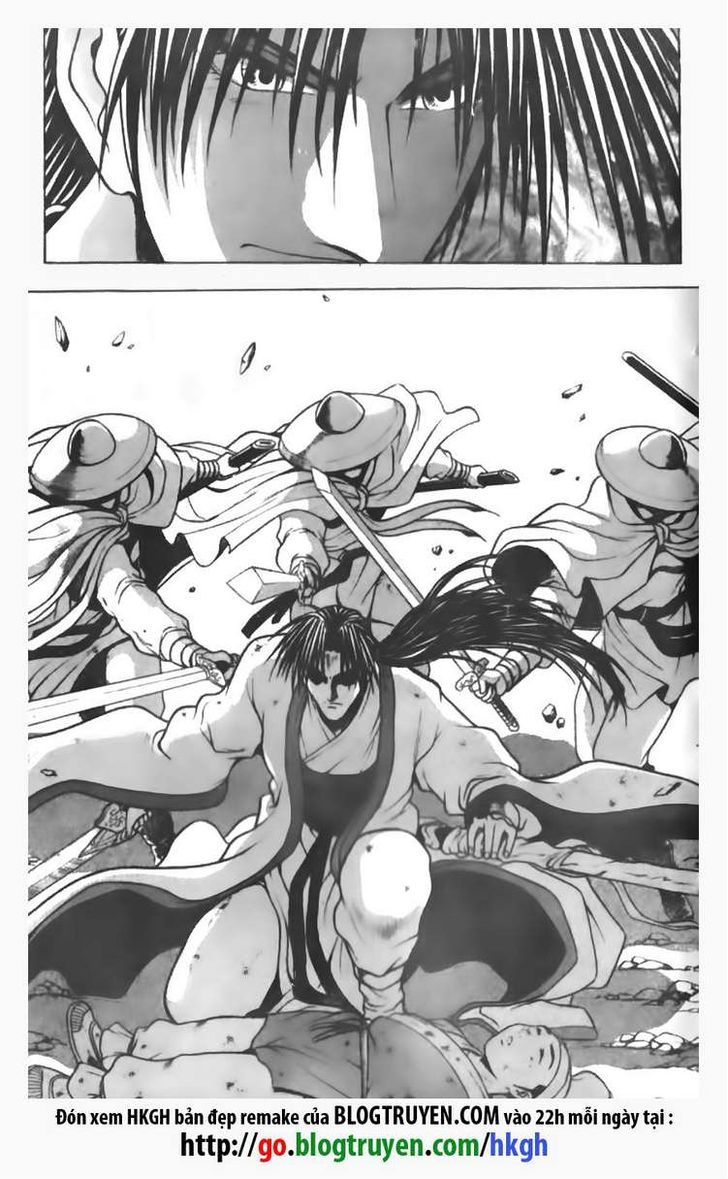 Đón xem HKGH bản đẹp remake của BLOGTRUYEN.COM vào 22h mỗi ngày tại :
http://go.blogtruyen.com/hkgh